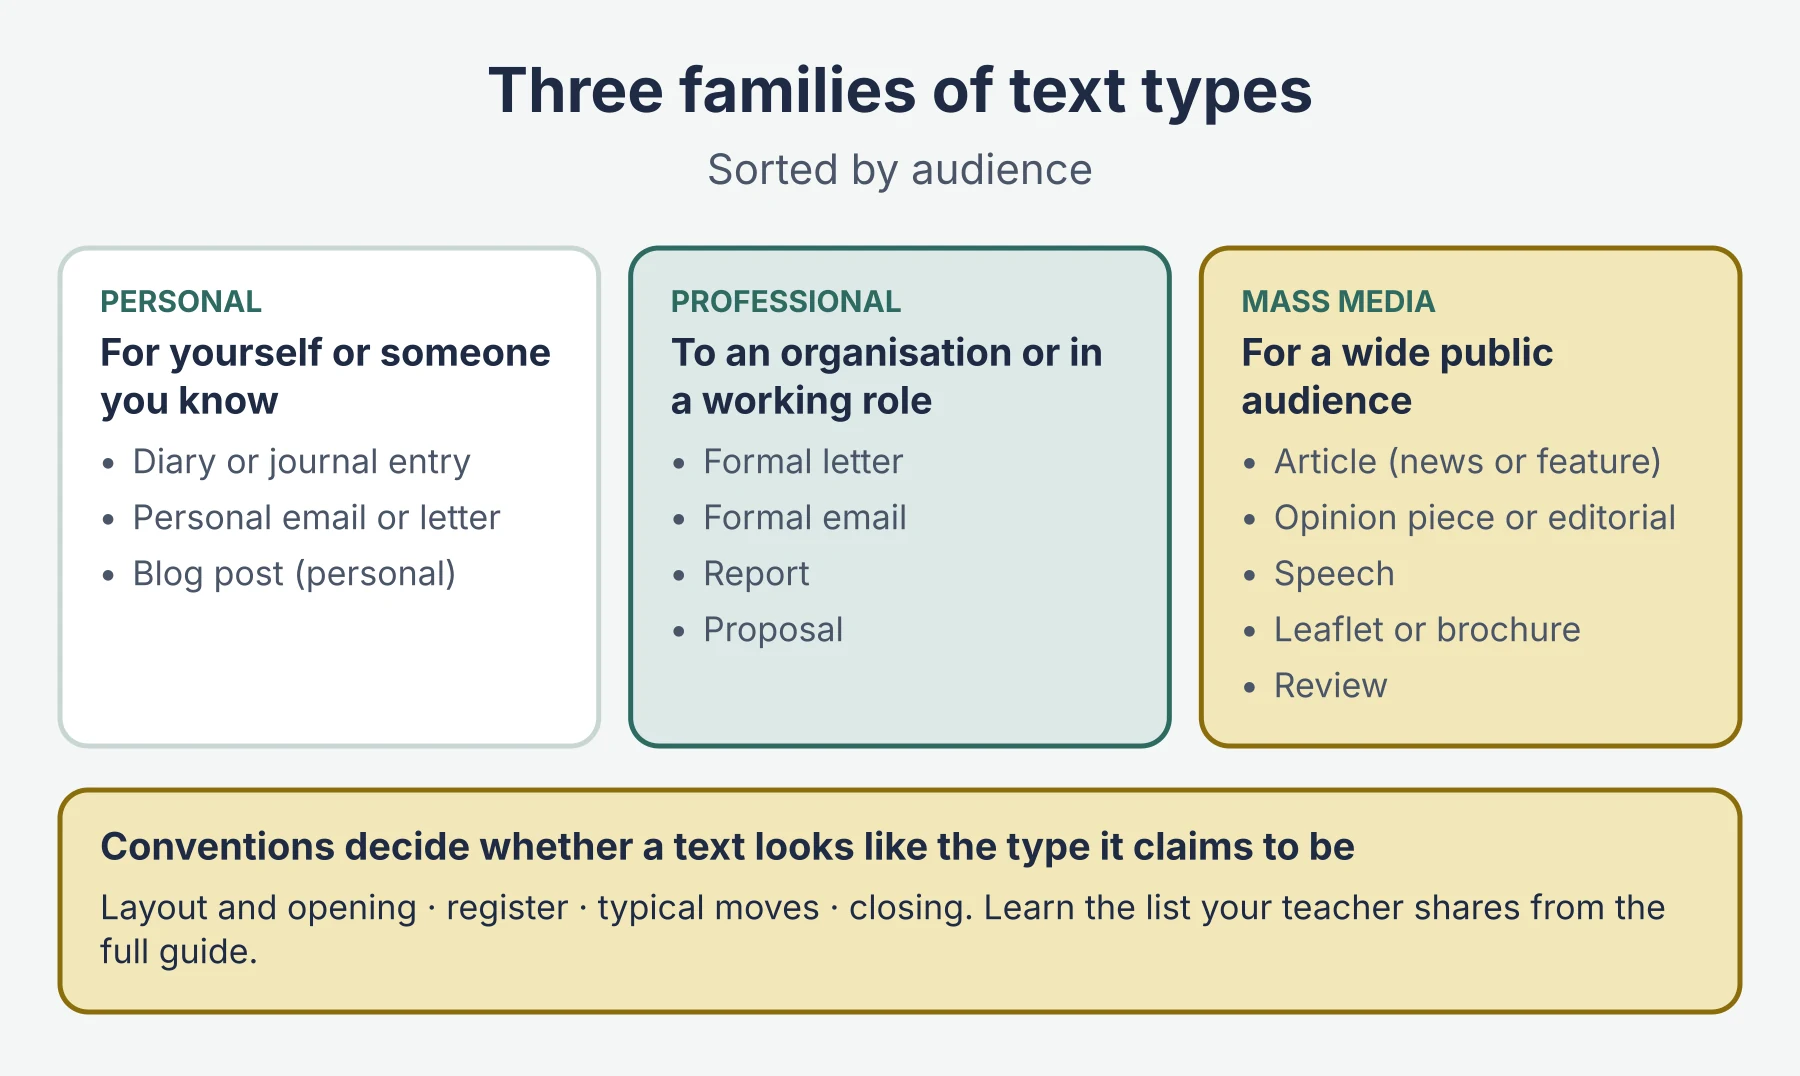 Three families of text types
Sorted by audience
PERSONAL
For yourself or someone
you know
• Diary or journal entry
• Personal email or letter
• Blog post (personal)
PROFESSIONAL
To an organisation or in
a working role
• Formal letter
• Formal email
• Report
• Proposal
MASS MEDIA
For a wide public
audience
• Article (news or feature)
• Opinion piece or editorial
• Speech
• Leaflet or brochure
• Review
Conventions decide whether a text looks like the type it claims to be
Layout and opening · register · typical moves · closing. Learn the list your teacher shares from the
full guide.